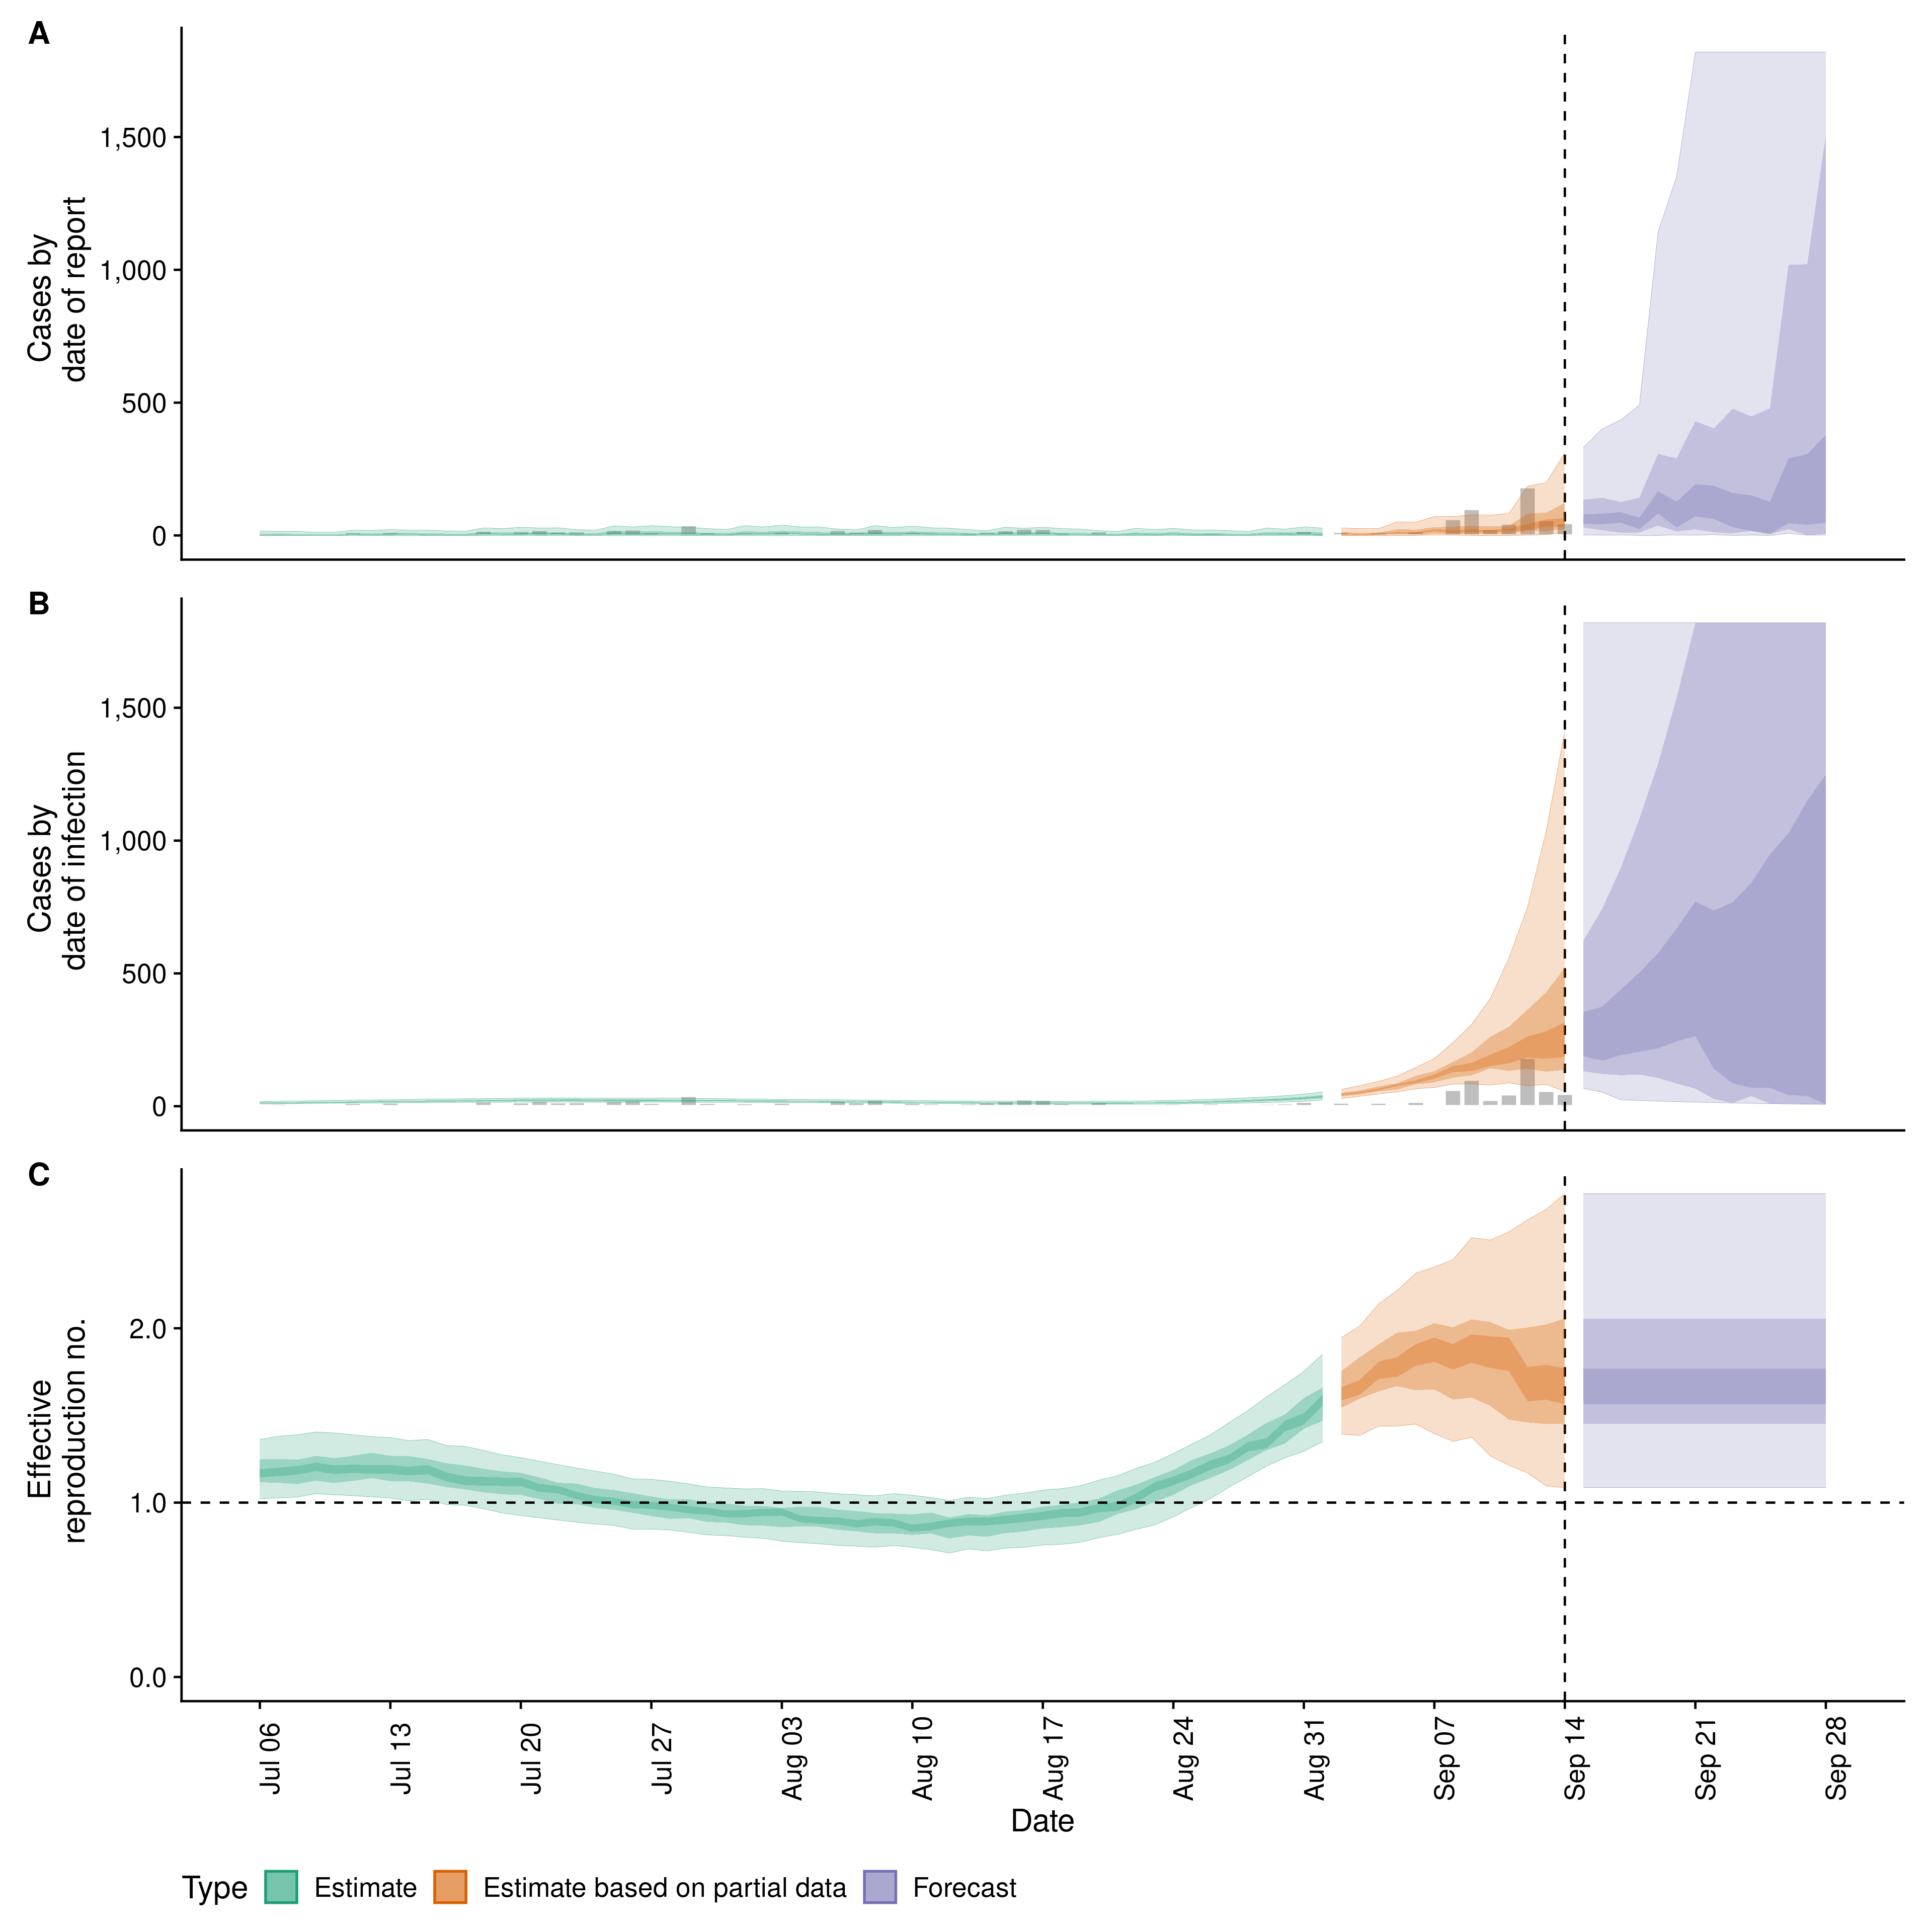 A
Cases by
date of report
1,500
1,000
500
0
B
Cases by
date of infection
1,500
1,000
500
0
C
Effective
reproduction no.
2.0
1.0
0.0
Jul 06
Jul 13
Jul 20
Jul 27
Aug 03
Aug 10
Aug 17
Aug 24
Aug 31
Sep 07
Sep 14
Sep 21
Sep 28
Date
Type Estimate Estimate based on partial data Forecast